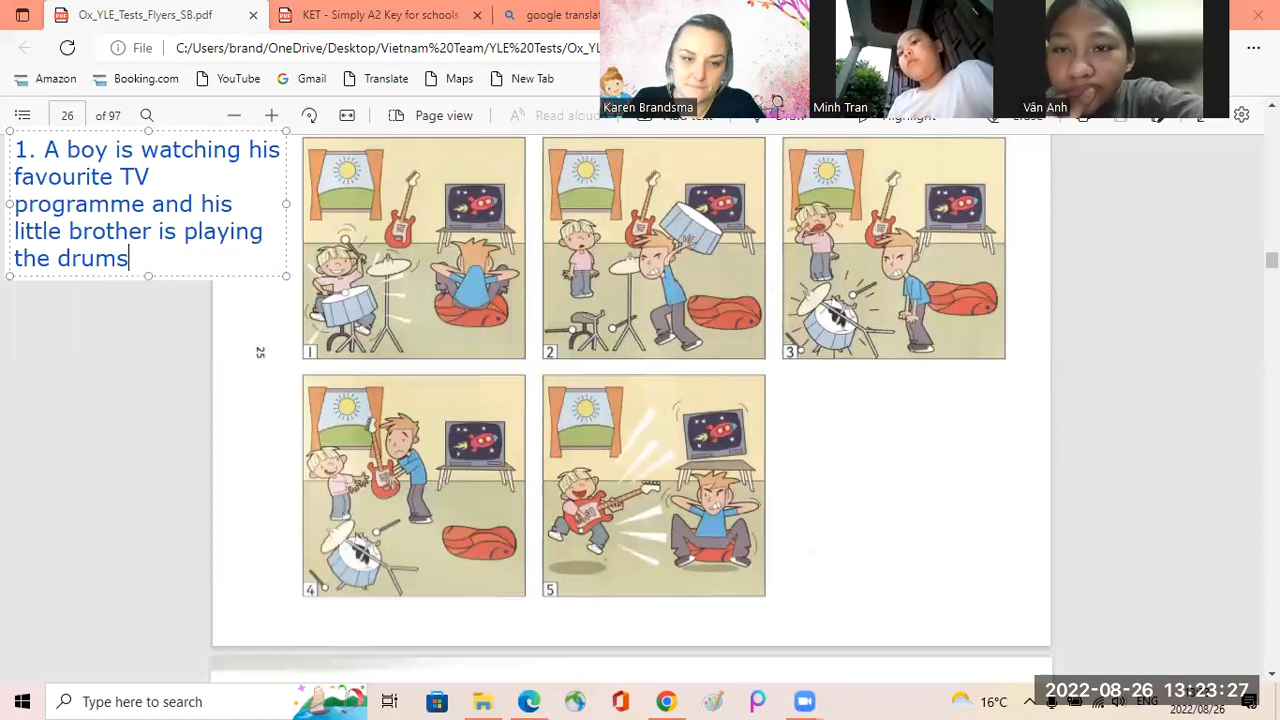 Ox_YLE_Tests_Flyers_SB.pdf
KET - Simply A2 Key for schools
google translat
File
C:/Users/brand/OneDrive/Desktop/Vietnam%20Team/YLE%20Tests/Ox_YL
Amazon
Booking.com
YouTube
Gmail
Translate
Maps
New Tab
26 of 97
Page view
Read aloud
Karen Brandsma
Minh Tran
Vân Anh
1. A boy is watching his
favourite TV
programme and his
little brother is playing
the drums
25
1
2
3
4
5
Type here to search
16°C
ENG
2022-08-26 13:23:27
2022/08/26